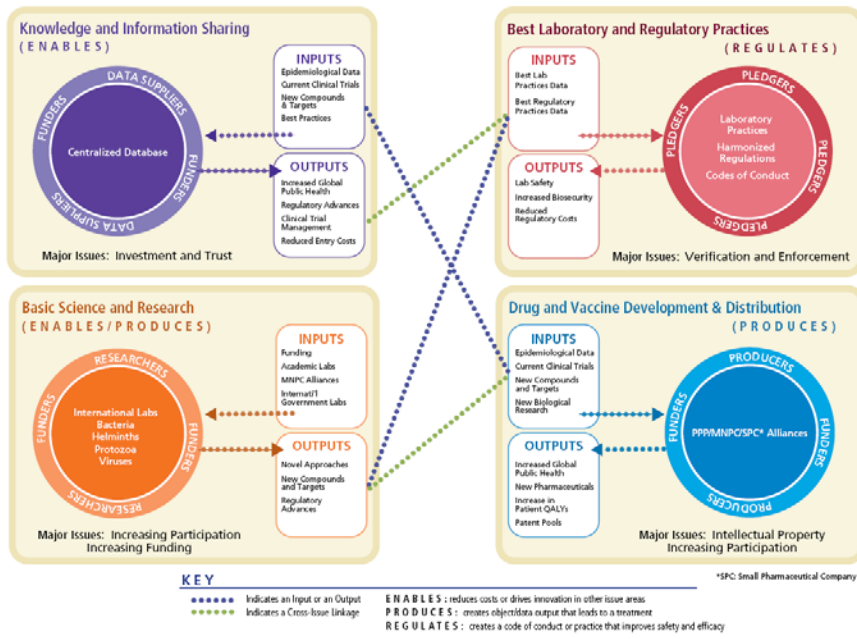 Knowledge and Information Sharing
(ENABLES)
INPUTS
Epidemiological Data
Current Clinical Trials
New Compounds
& Targets
Best Practices
DATA SUPPLIERS
FUNDERS
FUNDERS
DATA SUPPLIERS
Centralized Database
OUTPUTS
Increased Global
Public Health
Regulatory Advances
Clinical Trial
Management
Reduced Entry Costs
Major Issues: Investment and Trust
Best Laboratory and Regulatory Practices
(REGULATES)
INPUTS
Best Lab
Practices Data
Best Regulatory
Practices Data
PLEDGERS
PLEDGERS
PLEDGERS
PLEDGERS
Laboratory
Practices
Harmonized
Regulations
Codes of Conduct
OUTPUTS
Lab Safety
Increased Biosecurity
Reduced
Regulatory Costs
Major Issues: Verification and Enforcement
Basic Science and Research
(ENABLES/PRODUCES)
INPUTS
Funding
Academic Labs
MNPC Alliances
Internat/l
Government Labs
RESEARCHERS
FUNDERS
FUNDERS
RESEARCHERS
International Labs
Bacteria
Helminths
Protozoa
Viruses
OUTPUTS
Novel Approaches
New Compounds
and Targets
Regulatory
Advances
Major Issues: Increasing Participation
Increasing Funding
Drug and Vaccine Development & Distribution
(PRODUCES)
INPUTS
Epidemiological Data
Current Clinical Trials
New Compounds
and Targets
New Biological
Research
PRODUCERS
FUNDERS
FUNDERS
PRODUCERS
PPP/MNPC/SPC* Alliances
OUTPUTS
Increased Global
Public Health
New Pharmaceuticals
Increase in
Patient QALYs
Patent Pools
Major Issues: Intellectual Property
Increasing Participation
*SPC: Small Pharmaceutical Company
KEY
Indicates an Input or an Output
Indicates a Cross-Issue Linkage
ENABLES: reduces costs or drives innovation in other issue areas
PRODUCES: creates object/data output that leads to a treatment
REGULATES: creates a code of conduct or practice that improves safety and efficacy